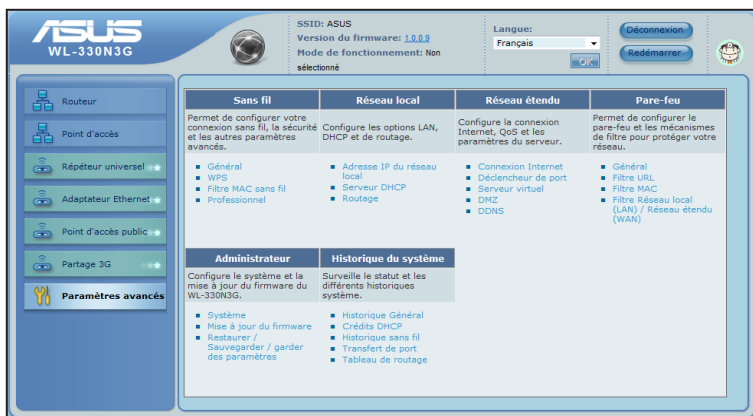 ASUS
WL-330N3G
SSID: ASUS
Version du firmware: 1.0.0.9
Mode de fonctionnement: Non
sélectionné
Langue:
Français
OK
Déconnexion
Redémarrer
Routeur
Point d'accès
Répéteur universel
Adaptateur Ethernet
Point d'accès public
Partage 3G
Paramètres avancés
Sans fil
Permet de configurer votre
connexion sans fil, la sécurité
et les autres paramètres
avancés.
Général
WPS
Filtre MAC sans fil
Professionnel
Réseau local
Configure les options LAN,
DHCP et de routage.
Adresse IP du réseau
local
Serveur DHCP
Routage
Réseau étendu
Configure la connexion
Internet, QoS et les
paramètres du serveur.
Connexion Internet
Déclencheur de port
Serveur virtuel
DMZ
DDNS
Pare-feu
Permet de configurer le
pare-feu et les mécanismes
de filtre pour protéger votre
réseau.
Général
Filtre URL
Filtre MAC
Filtre Réseau local
(LAN) / Réseau étendu
(WAN)
Administrateur
Configure le système et la
mise à jour du firmware du
WL-330N3G.
Système
Mise à jour du firmware
Restaurer /
Sauvegarder / garder
des paramètres
Historique du système
Surveille le statut et les
différents historiques
système.
Historique Général
Crédits DHCP
Historique sans fil
Transfert de port
Tableau de routage